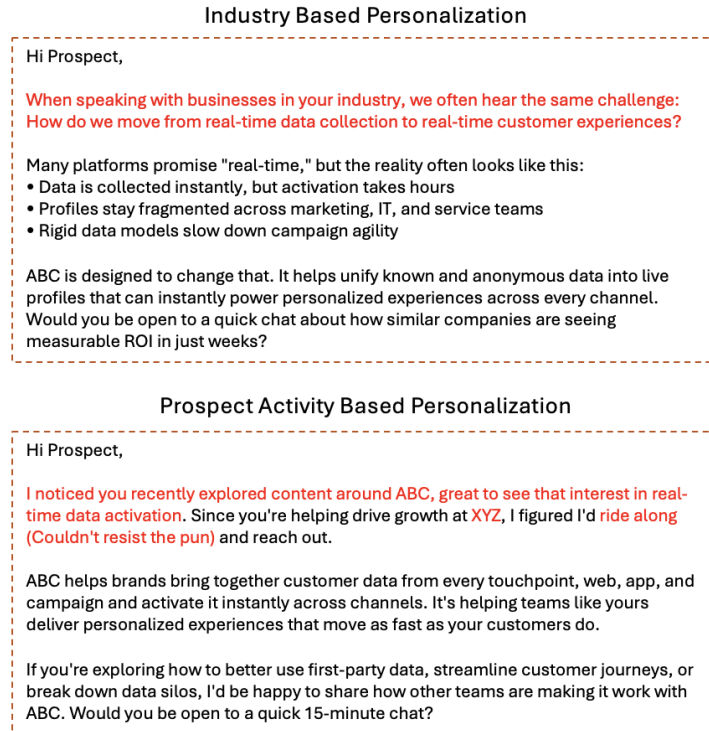 Industry Based Personalization
Hi Prospect,
When speaking with businesses in your industry, we often hear the same challenge:
How do we move from real-time data collection to real-time customer experiences?
Many platforms promise "real-time," but the reality often looks like this:
• Data is collected instantly, but activation takes hours
• Profiles stay fragmented across marketing, IT, and service teams
• Rigid data models slow down campaign agility
ABC is designed to change that. It helps unify known and anonymous data into live
profiles that can instantly power personalized experiences across every channel.
Would you be open to a quick chat about how similar companies are seeing
measurable ROI in just weeks?
Prospect Activity Based Personalization
Hi Prospect,
I noticed you recently explored content around ABC, great to see that interest in real-
time data activation. Since you're helping drive growth at XYZ, I figured I'd ride along
(Couldn't resist the pun) and reach out.
ABC helps brands bring together customer data from every touchpoint, web, app, and
campaign and activate it instantly across channels. It's helping teams like yours
deliver personalized experiences that move as fast as your customers do.
If you're exploring how to better use first-party data, streamline customer journeys, or
break down data silos, I'd be happy to share how other teams are making it work with
ABC. Would you be open to a quick 15-minute chat?